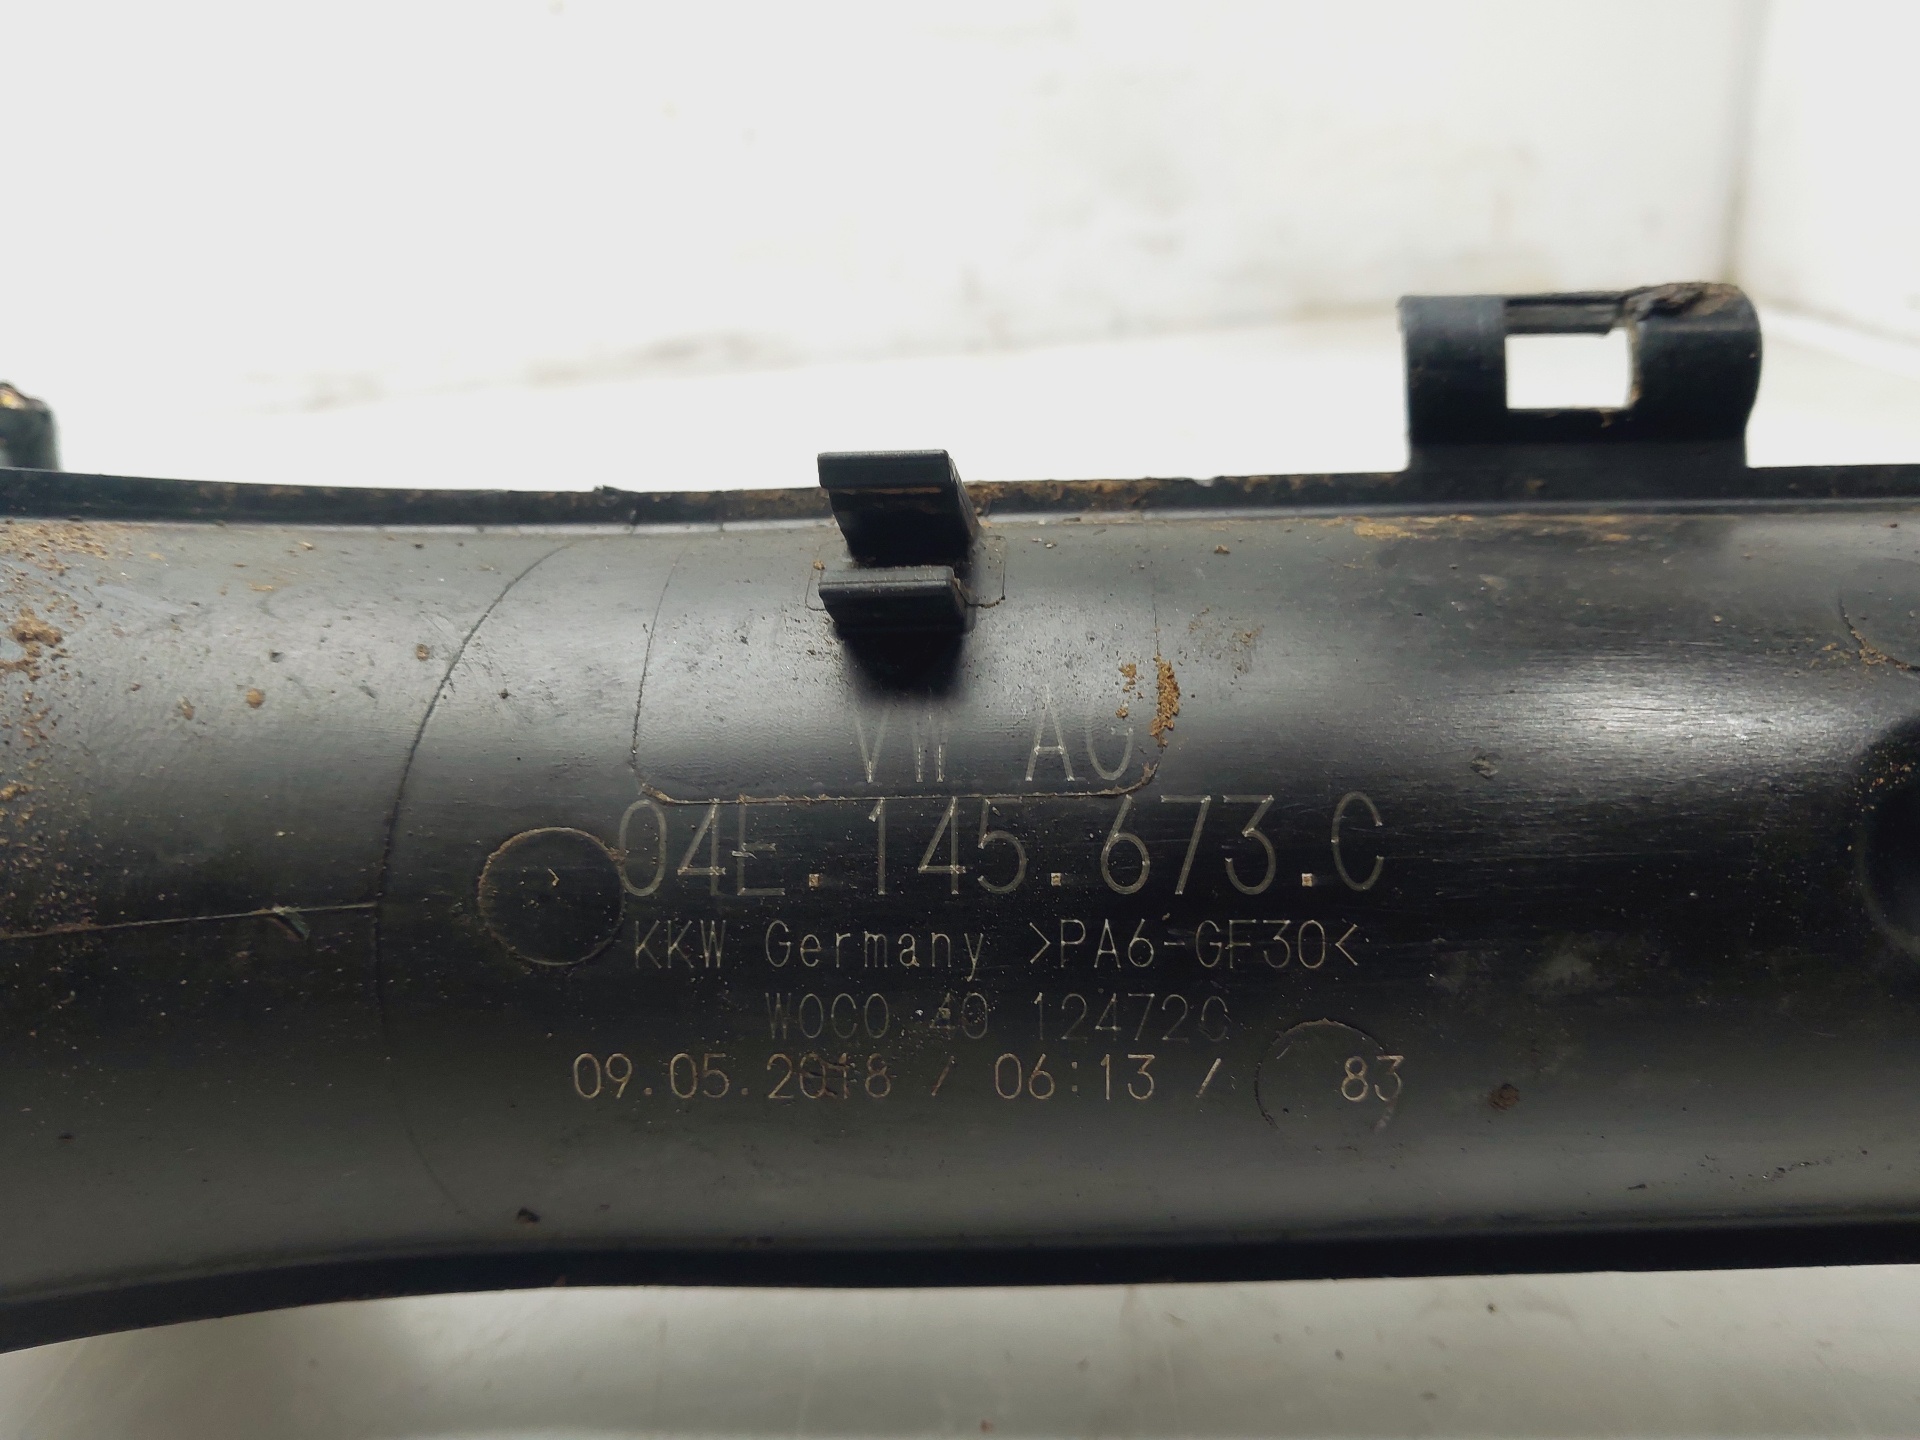 VW AG
04E.145.673.C
KKW Germany >PA6-GF30<
WOCO 40 12472C
09.05.2018 / 06:13 / 83